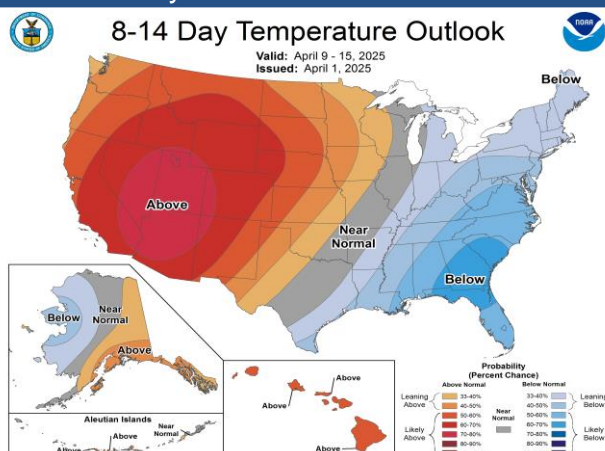 8-14 Day Temperature Outlook
Valid: April 9 - 15, 2025
Issued: April 1, 2025
NOAA
Below
Above
Near
Normal
Below
Below
Near
Normal
Above
Aleutian Islands
Above
Near
Normal
Above
Above
Above
Above
Probability
(Percent Chance)
Above Normal
Below Normal
Leaning
Above
33-40%
40-50%
Likely
Above
50-60%
60-70%
70-80%
80-90%
Near
Normal
33-40%
40-50%
Leaning
Below
50-60%
60-70%
70-80%
80-90%
Likely
Below